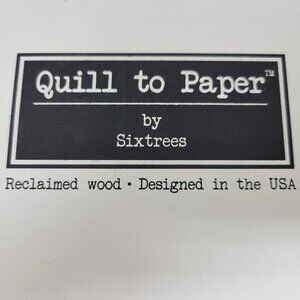 Quill to Paper™
by
Sixtrees
Reclaimed wood • Designed in the USA